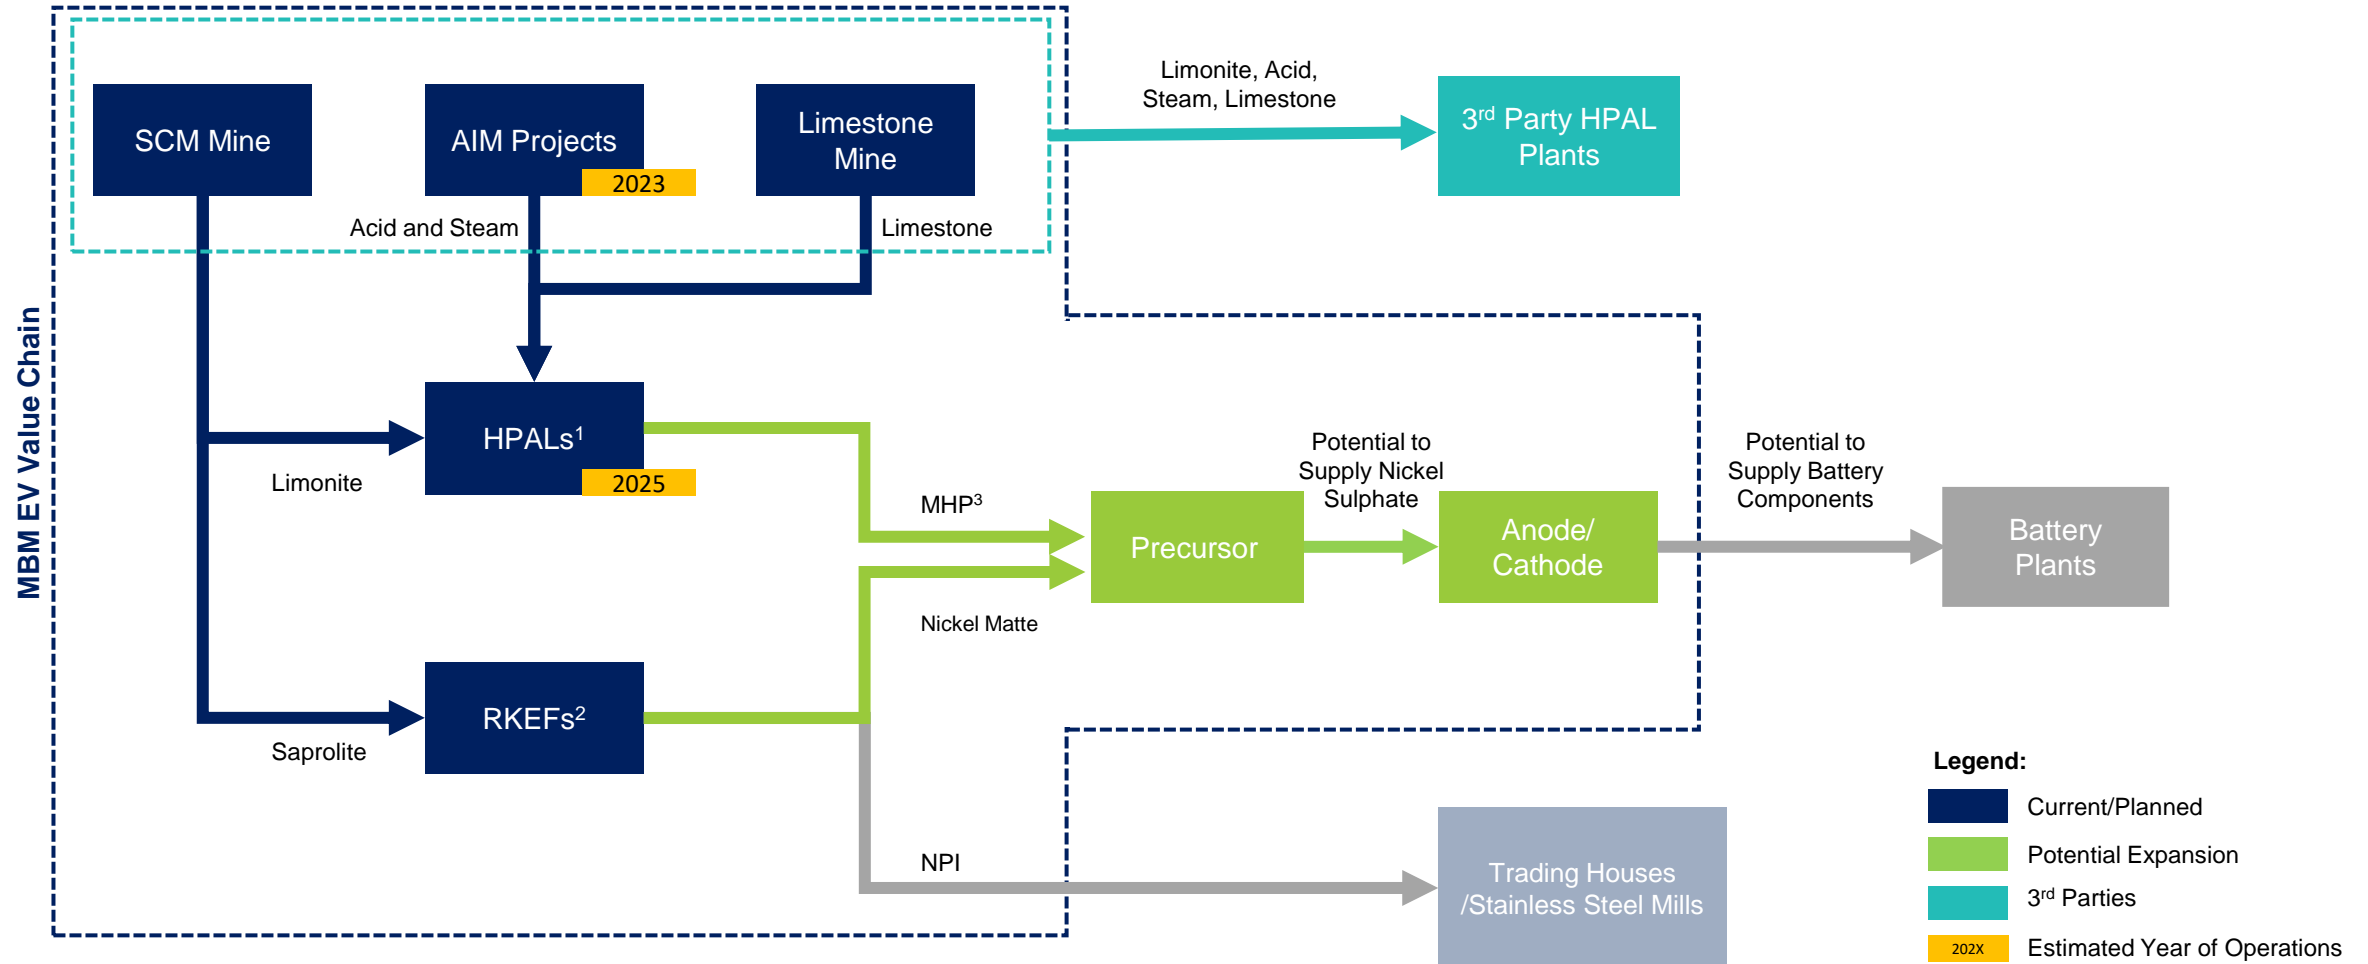 MBM EV Value Chain
SCM Mine
AIM Projects
2023
Limestone
Mine
Limonite, Acid,
Steam, Limestone
3rd Party HPAL
Plants
Acid and Steam
Limestone
HPALs1
2025
Limonite
MHP3
Nickel Matte
Precursor
Potential to
Supply Nickel
Sulphate
Anode/
Cathode
Potential to
Supply Battery
Components
Battery
Plants
RKEFs2
Saprolite
NPI
Trading Houses
/Stainless Steel Mills
Legend:
Current/Planned
Potential Expansion
3rd Parties
202X
Estimated Year of Operations